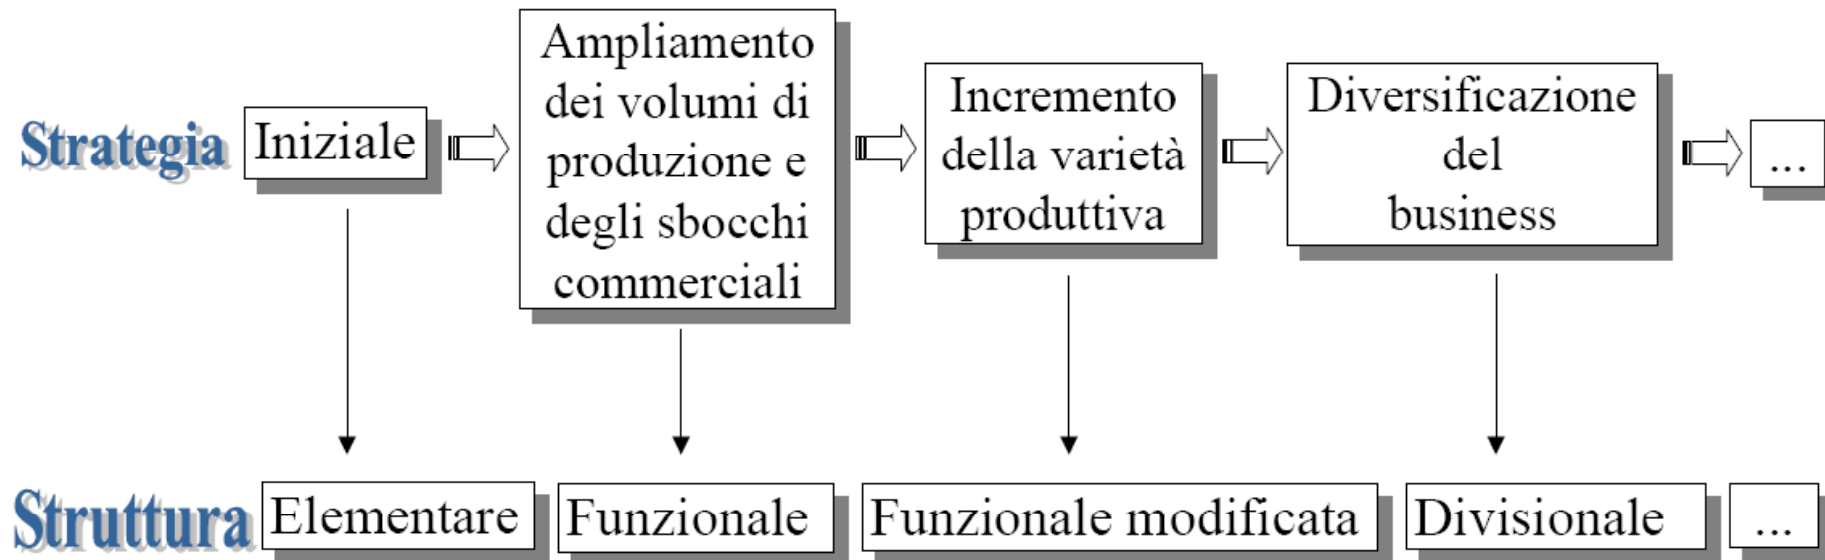 Strategia
Iniziale
Ampliamento
dei volumi di
produzione e
degli sbocchi
commerciali
Incremento
della varietà
produttiva
Diversificazione
del
business
...
Struttura
Elementare
Funzionale
Funzionale modificata
Divisionale
...